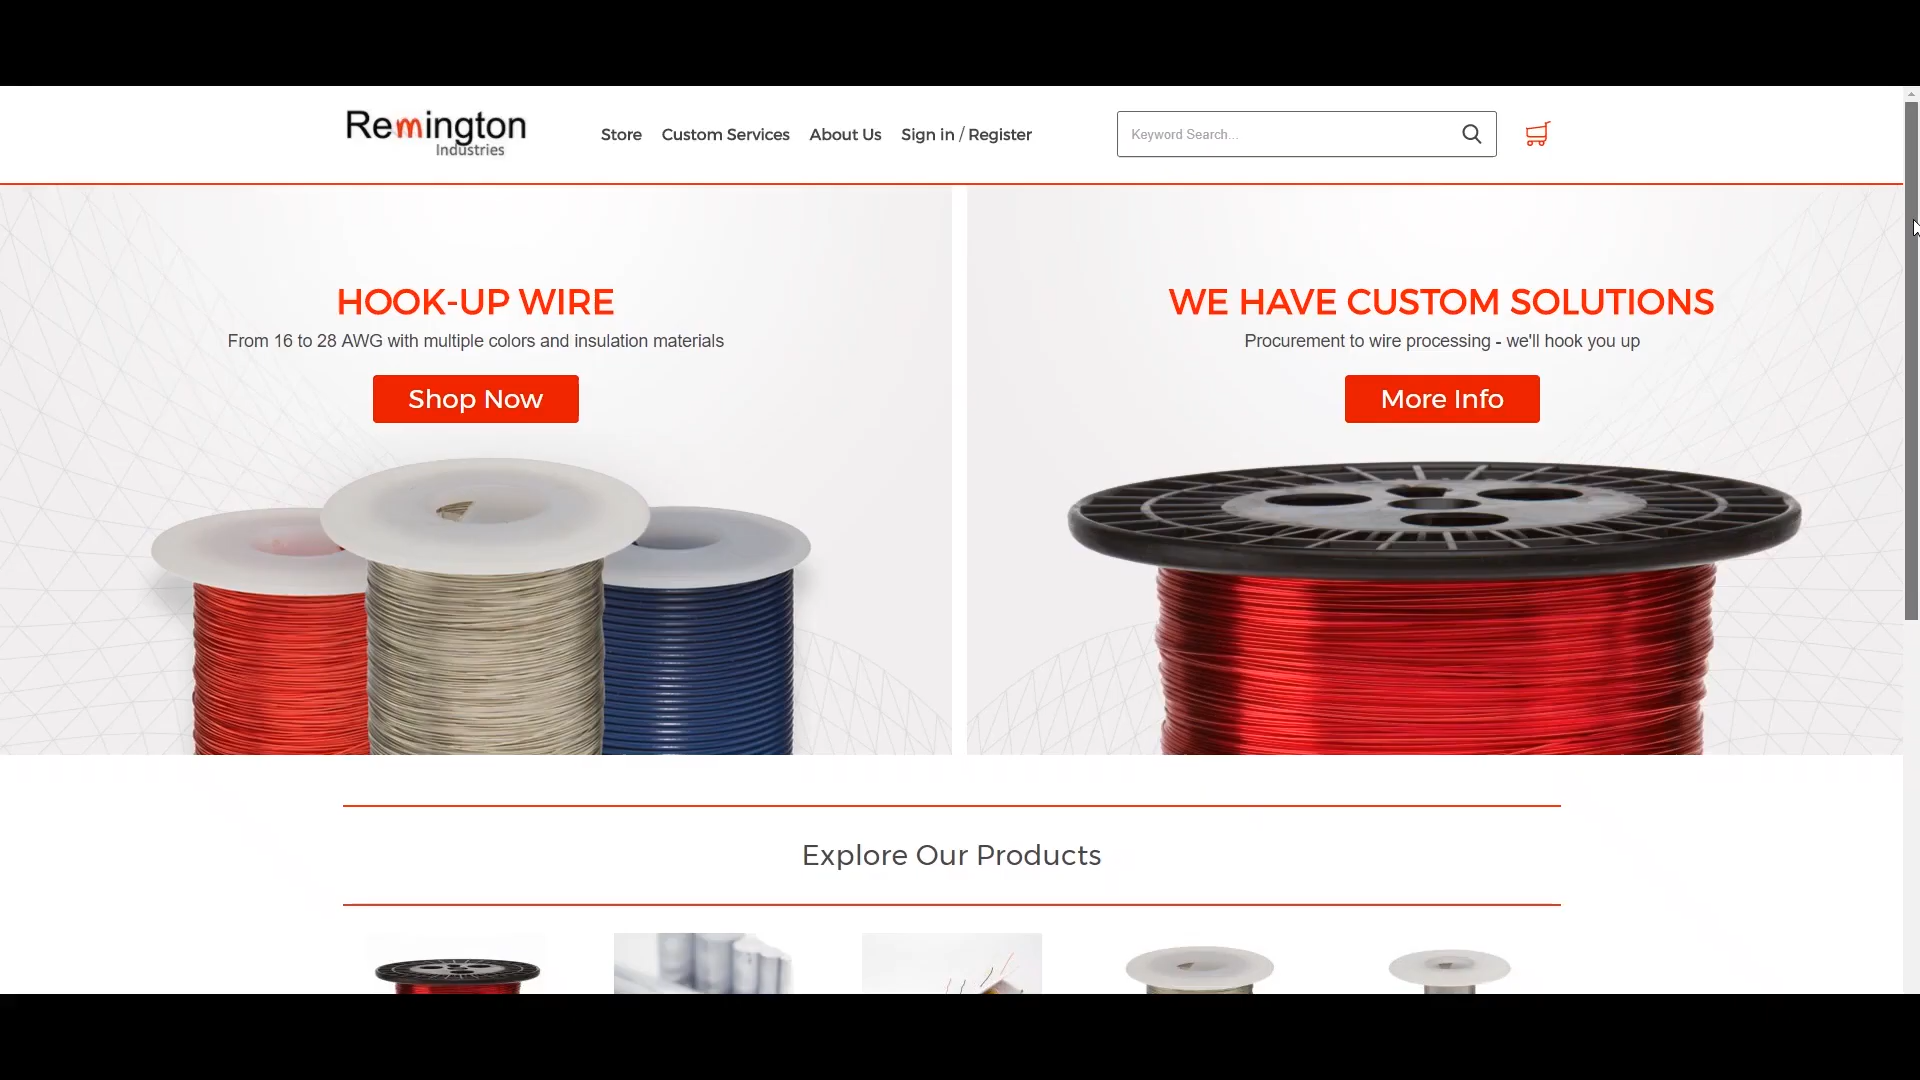 Remington
Industries
Store
Custom Services
About Us
Sign in / Register
Keyword Search...
HOOK-UP WIRE
From 16 to 28 AWG with multiple colors and insulation materials
Shop Now
WE HAVE CUSTOM SOLUTIONS
Procurement to wire processing - we'll hook you up
More Info
Explore Our Products